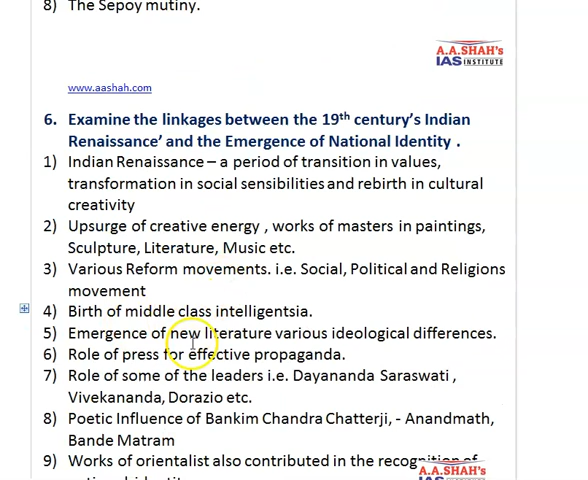 8) The Sepoy mutiny.
A.A.SHAH's
IAS INSTITUTE
www.aashah.com
6. Examine the linkages between the 19th century's Indian
Renaissance' and the Emergence of National Identity .
1) Indian Renaissance – a period of transition in values,
transformation in social sensibilities and rebirth in cultural
creativity
2) Upsurge of creative energy , works of masters in paintings,
Sculpture, Literature, Music etc.
3) Various Reform movements. i.e. Social, Political and Religions
movement
4) Birth of middle class intelligentsia.
5) Emergence of new literature various ideological differences.
6) Role of press for effective propaganda.
7) Role of some of the leaders i.e. Dayananda Saraswati ,
Vivekananda, Dorazio etc.
8) Poetic Influence of Bankim Chandra Chatterji, - Anandmath,
Bande Matram
9) Works of orientalist also contributed in the recognition of
A.A.SHAH's